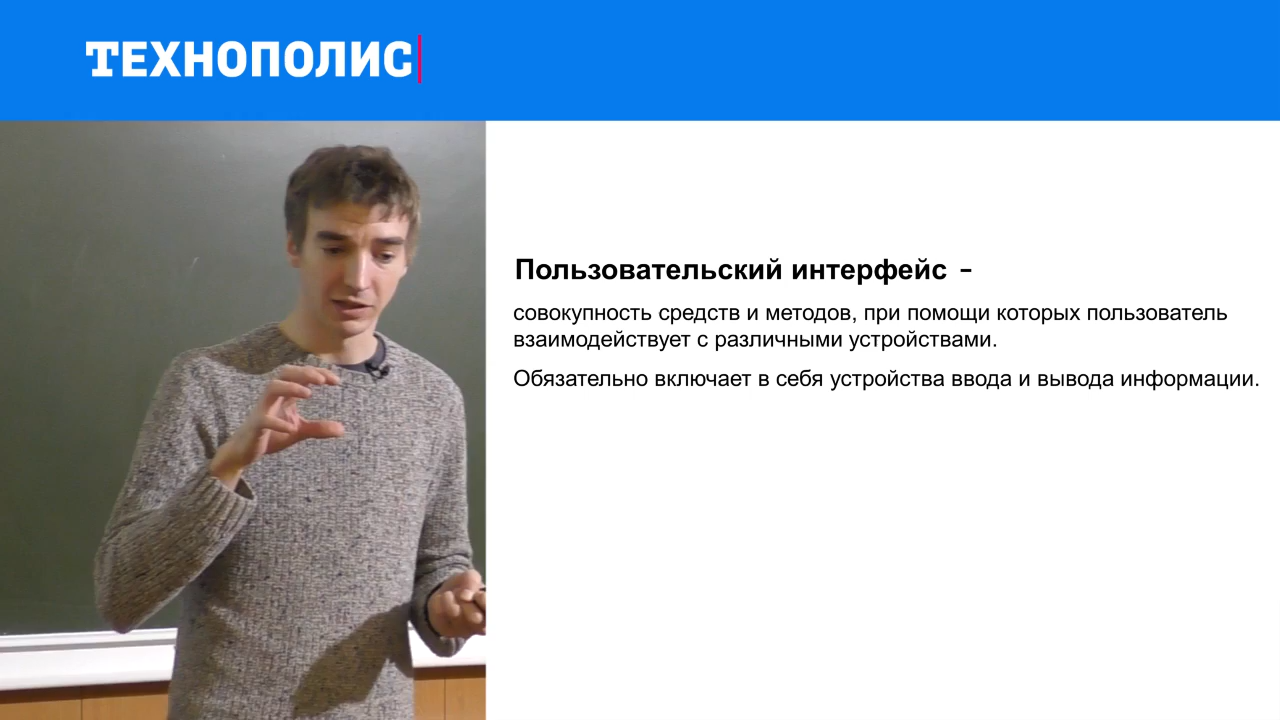 ТЕХНОПОЛИС
Пользовательский интерфейс –
совокупность средств и методов, при помощи которых пользователь
взаимодействует с различными устройствами.
Обязательно включает в себя устройства ввода и вывода информации.